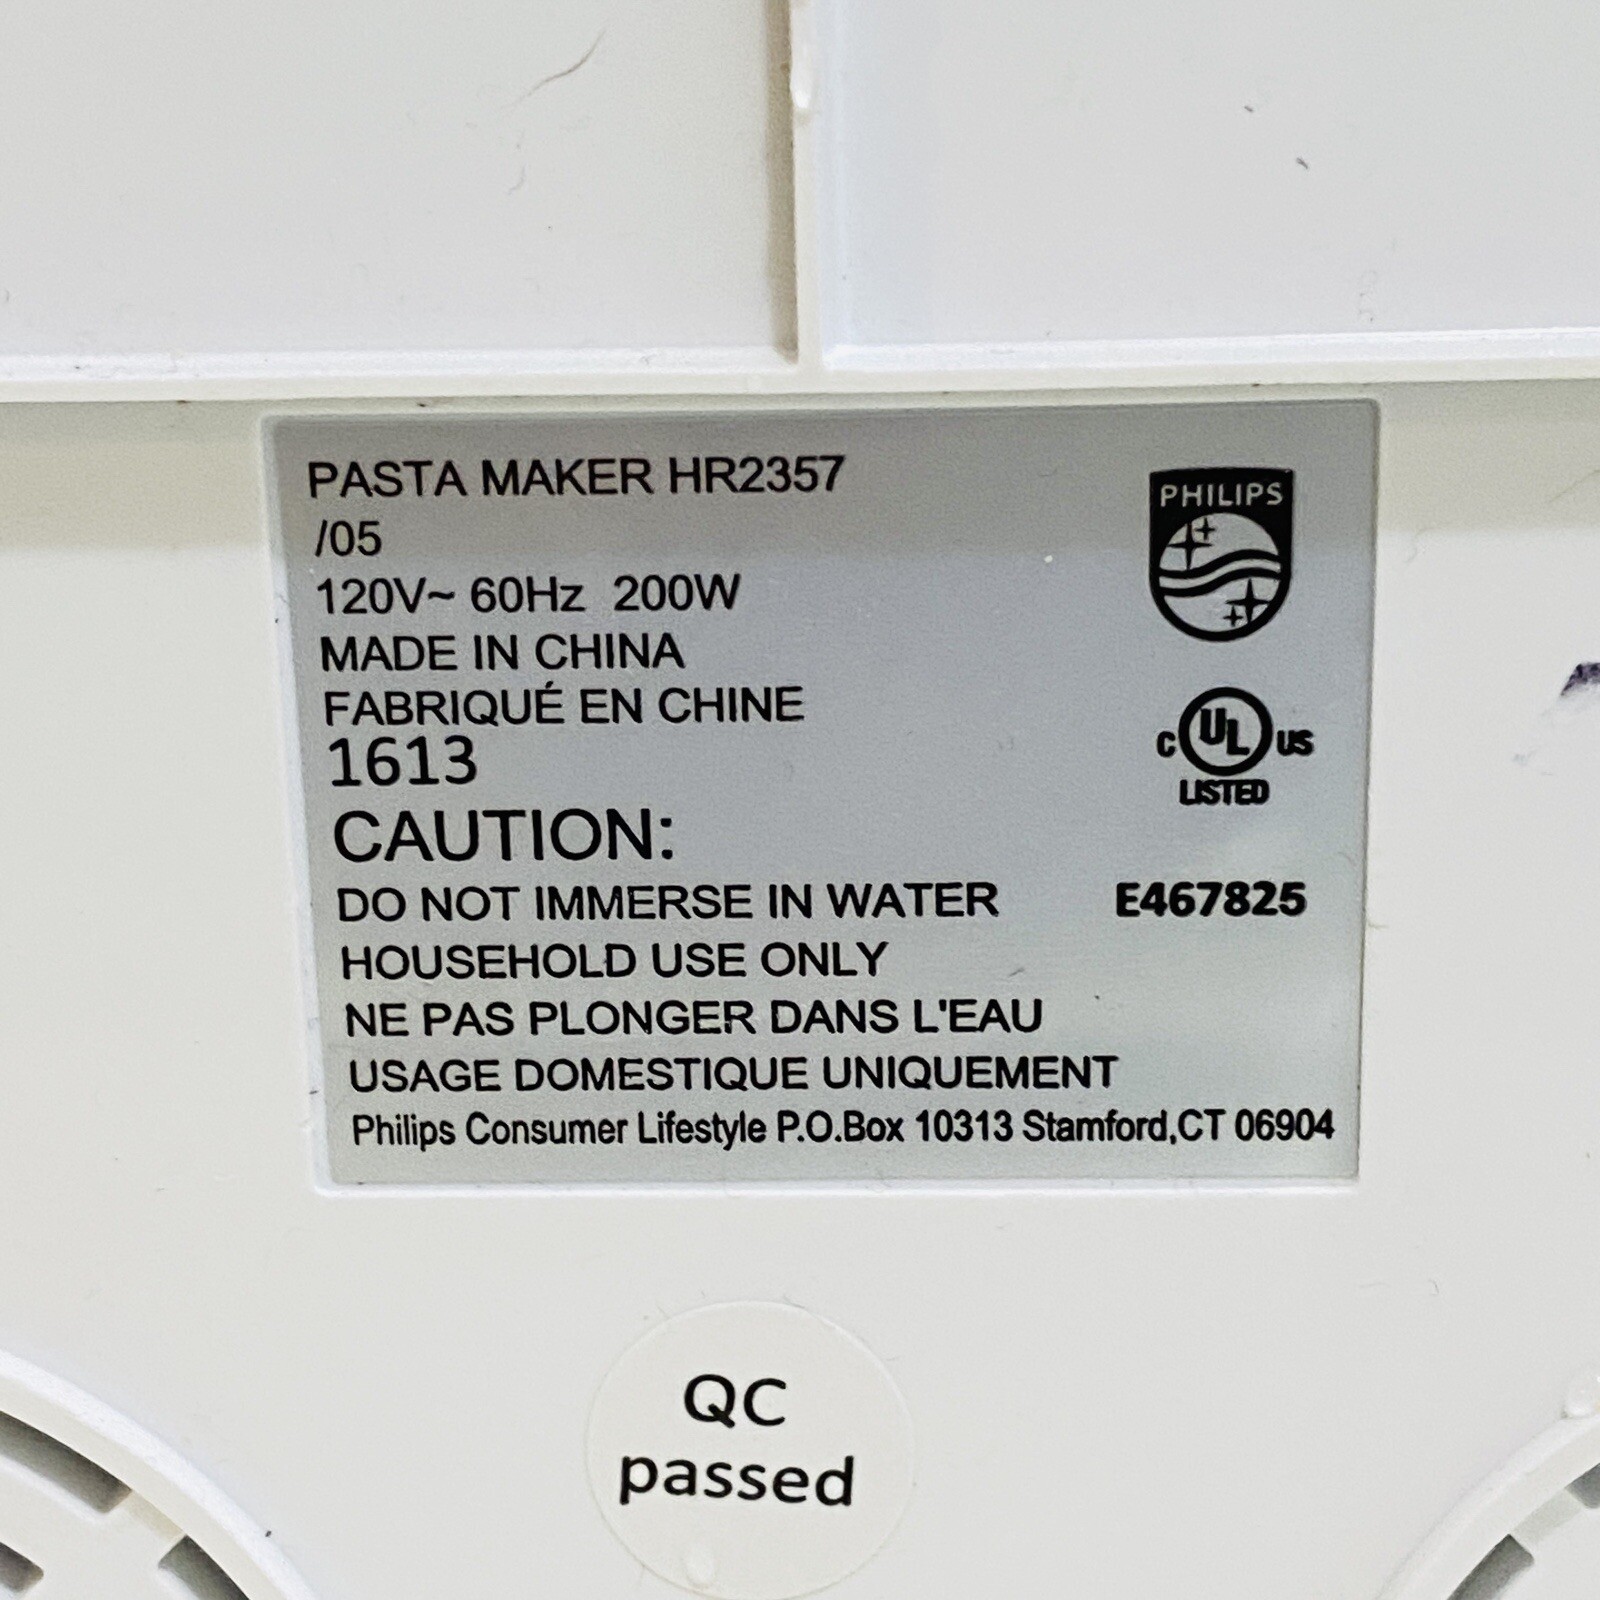 PASTA MAKER HR2357
/05
120V~ 60Hz 200W
MADE IN CHINA
FABRIQUÉ EN CHINE
1613
CAUTION:
DO NOT IMMERSE IN WATER
HOUSEHOLD USE ONLY
NE PAS PLONGER DANS L'EAU
USAGE DOMESTIQUE UNIQUEMENT
Philips Consumer Lifestyle P.O.Box 10313 Stamford,CT 06904
PHILIPS
C UL US
LISTED
E467825
QC
passed